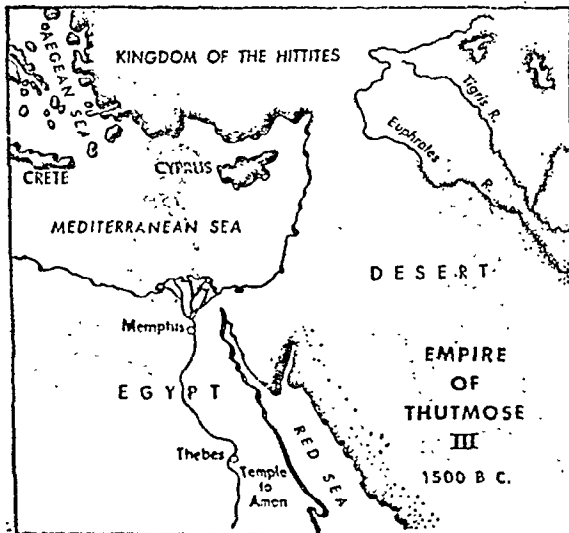 KINGDOM OF THE HITTITES
AEGEAN SEA
Tigris R.
Euphrates R.
CRETE
CYPRUS
MEDITERRANEAN SEA
DESERT
Memphis
EGYPT
EMPIRE
OF
THUTMOSE
III
1500 B C.
RED SEA
Thebes
Temple
to
Amen